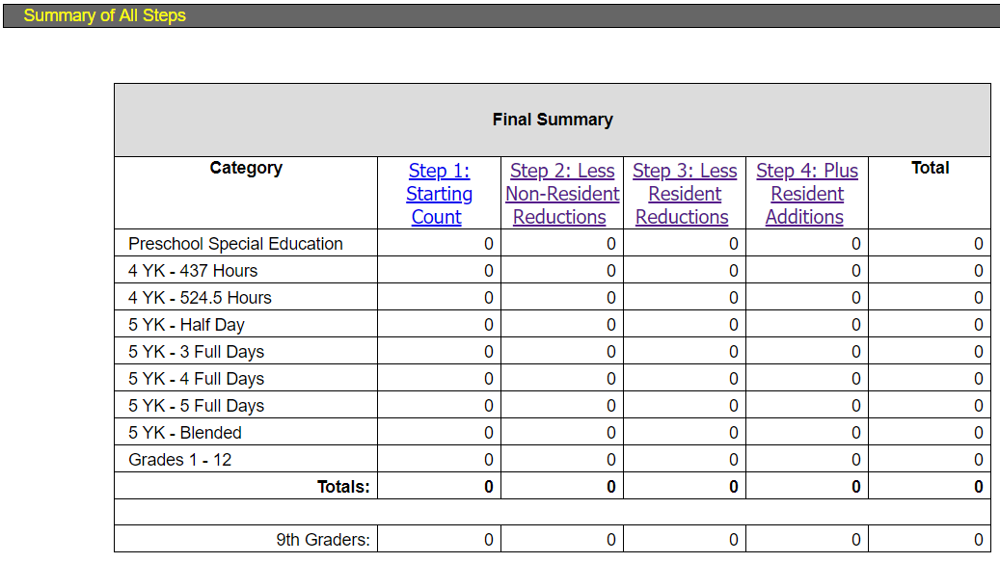 Summary of All Steps
Final Summary
Category Step 1: Starting Count Step 2: Less Non-Resident Reductions Step 3: Less Resident Reductions Step 4: Plus Resident Additions Total
Preschool Special Education 0 0 0 0 0
4 YK - 437 Hours 0 0 0 0 0
4 YK - 524.5 Hours 0 0 0 0 0
5 YK - Half Day 0 0 0 0 0
5 YK - 3 Full Days 0 0 0 0 0
5 YK - 4 Full Days 0 0 0 0 0
5 YK - 5 Full Days 0 0 0 0 0
5 YK - Blended 0 0 0 0 0
Grades 1 - 12 0 0 0 0 0
Totals: 0 0 0 0 0
9th Graders: 0 0 0 0 0